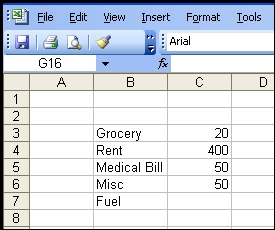 File Edit View Insert Format Tools
Arial
G16 fx
A B C D
1
2
3 Grocery 20
4 Rent 400
5 Medical Bill 50
6 Misc 50
7 Fuel
8